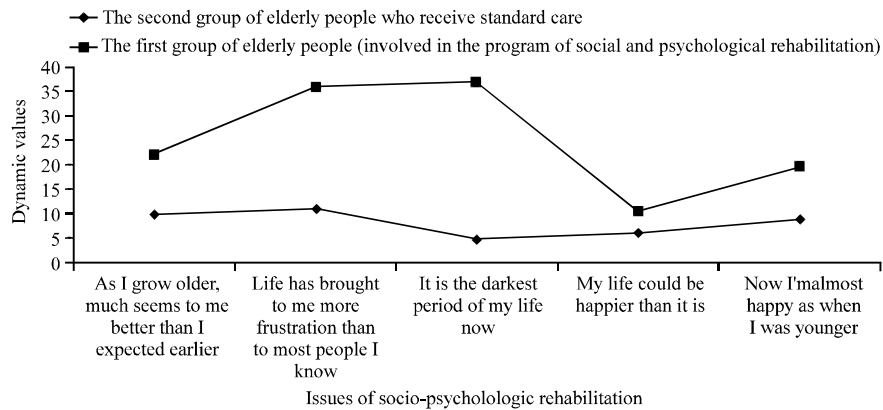 The second group of elderly people who receive standard care
The first group of elderly people (involved in the program of social and psychological rehabilitation)
Dynamic values
40
35
30
25
20
15
10
5
0
As I grow older,
much seems to me
better than I
expected earlier
Life has brought
to me more
frustration than
to most people I
know
It is the darkest
period of my life
now
My life could be
happier than it is
Now I'malmost
happy as when
I was younger
Issues of socio-psychologic rehabilitation